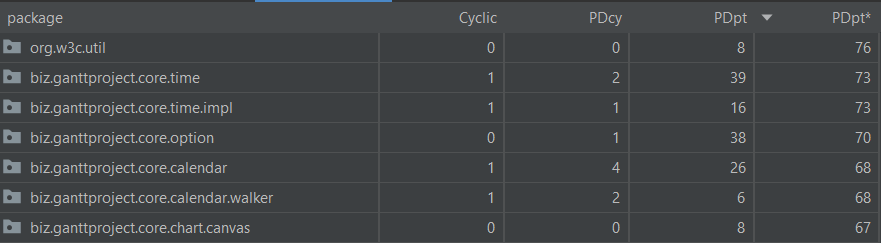 package Cyclic PDcy PDpt PDpt*
org.w3c.util 0 0 8 76
biz.ganttproject.core.time 1 2 39 73
biz.ganttproject.core.time.impl 1 1 16 73
biz.ganttproject.core.option 0 1 38 70
biz.ganttproject.core.calendar 1 4 26 68
biz.ganttproject.core.calendar.walker 1 2 6 68
biz.ganttproject.core.chart.canvas 0 0 8 67